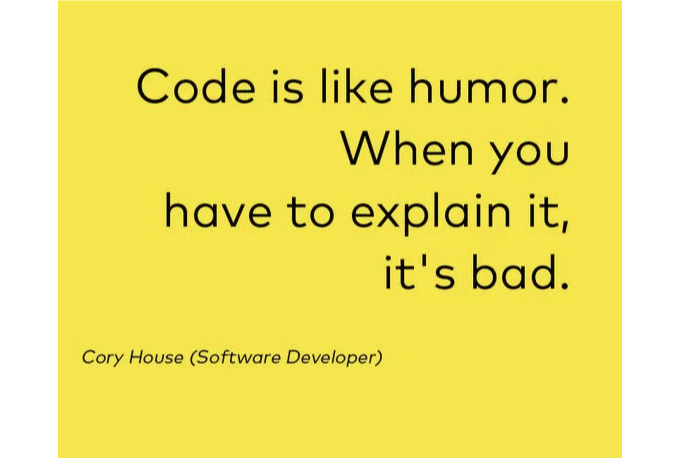 Code is like humor.
When you
have to explain it,
it's bad.
Cory House (Software Developer)